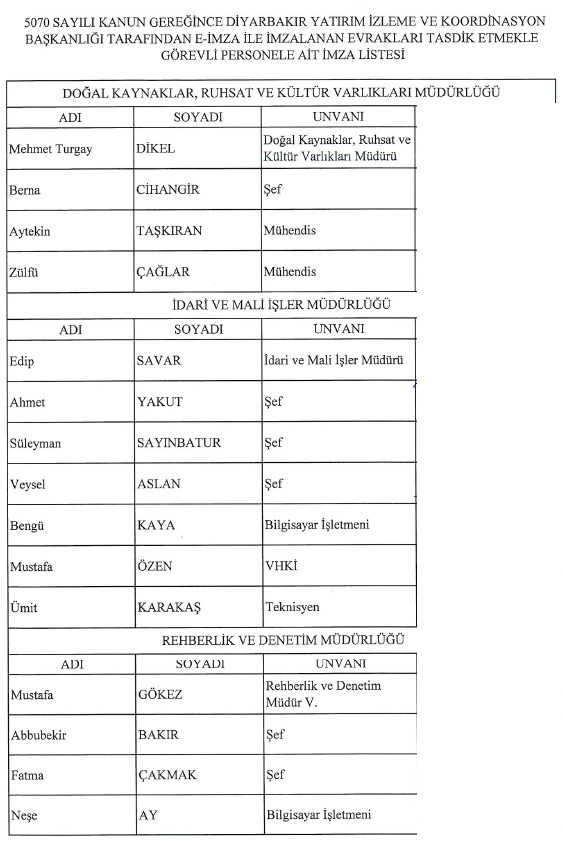 5070 SAYILI KANUN GEREĞİNCE DİYARBAKIR YATIRIM İZLEME VE KOORDİNASYON
BAŞKANLIĞI TARAFINDAN E-İMZA İLE İMZALANAN EVRAKLARI TASDİK ETMEKLE
GÖREVLİ PERSONELE AİT İMZA LİSTESİ
DOĞAL KAYNAKLAR, RUHSAT VE KÜLTÜR VARLIKLARI MÜDÜRLÜĞÜ
ADI SOYADI UNVANI
Mehmet Turgay DİKEL Doğal Kaynaklar, Ruhsat ve
Kültür Varlıkları Müdürü
Berna CİHANGİR Şef
Aytekin TAŞKIRAN Mühendis
Zülfü ÇAĞLAR Mühendis
İDARİ VE MALİ İŞLER MÜDÜRLÜĞÜ
ADI SOYADI UNVANI
Edip SAVAR İdari ve Mali İşler Müdürü
Ahmet YAKUT Şef
Süleyman SAYINBATUR Şef
Veysel ASLAN Şef
Bengü KAYA Bilgisayar İşletmeni
Mustafa ÖZEN VHKİ
Ümit KARAKAŞ Teknisyen
REHBERLİK VE DENETİM MÜDÜRLÜĞÜ
ADI SOYADI UNVANI
Mustafa GÖKEZ Rehberlik ve Denetim
Müdür V.
Abbubekir BAKIR Şef
Fatma ÇAKMAK Şef
Neşe AY Bilgisayar İşletmeni